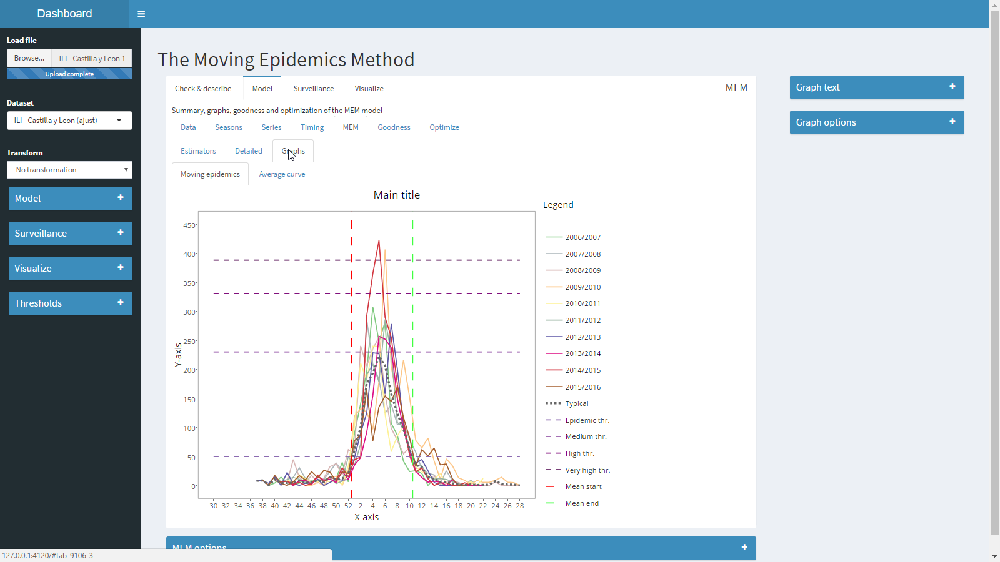 Dashboard
Load file
Browse... ILI - Castilla y Leon 1
Upload complete
Dataset
ILI - Castilla y Leon (ajust)
Transform
No transformation
Model
Surveillance
Visualize
Thresholds
The Moving Epidemics Method
Check & describe Model Surveillance Visualize MEM
Summary, graphs, goodness and optimization of the MEM model
Data Seasons Series Timing MEM Goodness Optimize
Estimators Detailed Graphs
Moving epidemics Average curve
Main title
Y-axis
450
400
350
300
250
200
150
100
50
0
30 32 34 36 38 40 42 44 46 48 50 52 2 4 6 8 10 12 14 16 18 20 22 24 26 28
X-axis
Legend
2006/2007
2007/2008
2008/2009
2009/2010
2010/2011
2011/2012
2012/2013
2013/2014
2014/2015
2015/2016
Typical
Epidemic thr.
Medium thr.
High thr.
Very high thr.
Mean start
Mean end
MEM options
Graph text
Graph options
127.0.0.1:4120/#tab-9106-3